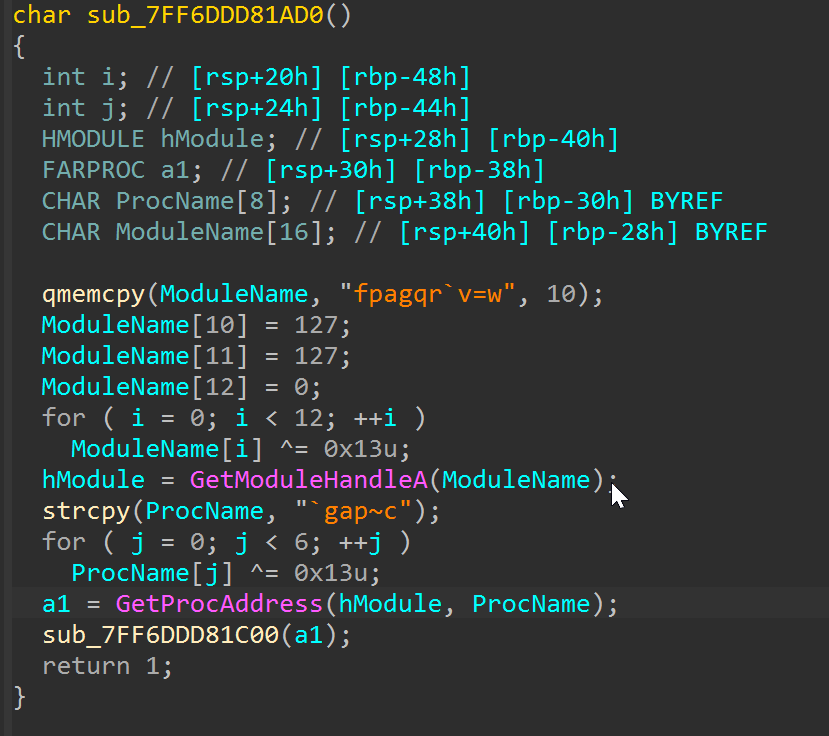 char sub_7FF6DDD81AD0()
{
  int i; // [rsp+20h] [rbp-48h]
  int j; // [rsp+24h] [rbp-44h]
  HMODULE hModule; // [rsp+28h] [rbp-40h]
  FARPROC a1; // [rsp+30h] [rbp-38h]
  CHAR ProcName[8]; // [rsp+38h] [rbp-30h] BYREF
  CHAR ModuleName[16]; // [rsp+40h] [rbp-28h] BYREF

  qmemcpy(ModuleName, "fpagqr`v=w", 10);
  ModuleName[10] = 127;
  ModuleName[11] = 127;
  ModuleName[12] = 0;
  for ( i = 0; i < 12; ++i )
    ModuleName[i] ^= 0x13u;
  hModule = GetModuleHandleA(ModuleName);
  strcpy(ProcName, "`gap~c");
  for ( j = 0; j < 6; ++j )
    ProcName[j] ^= 0x13u;
  a1 = GetProcAddress(hModule, ProcName);
  sub_7FF6DDD81C00(a1);
  return 1;
}